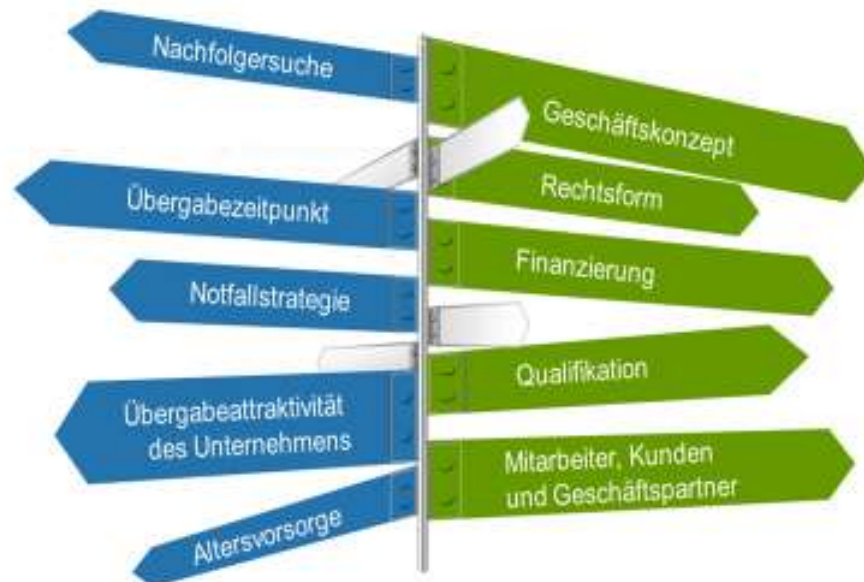 Nachfolgersuche
Übergabezeitpunkt
Notfallstrategie
Übergabeattraktivität
des Unternehmens
Altersvorsorge
Geschäftskonzept
Rechtsform
Finanzierung
Qualifikation
Mitarbeiter, Kunden
und Geschäftspartner